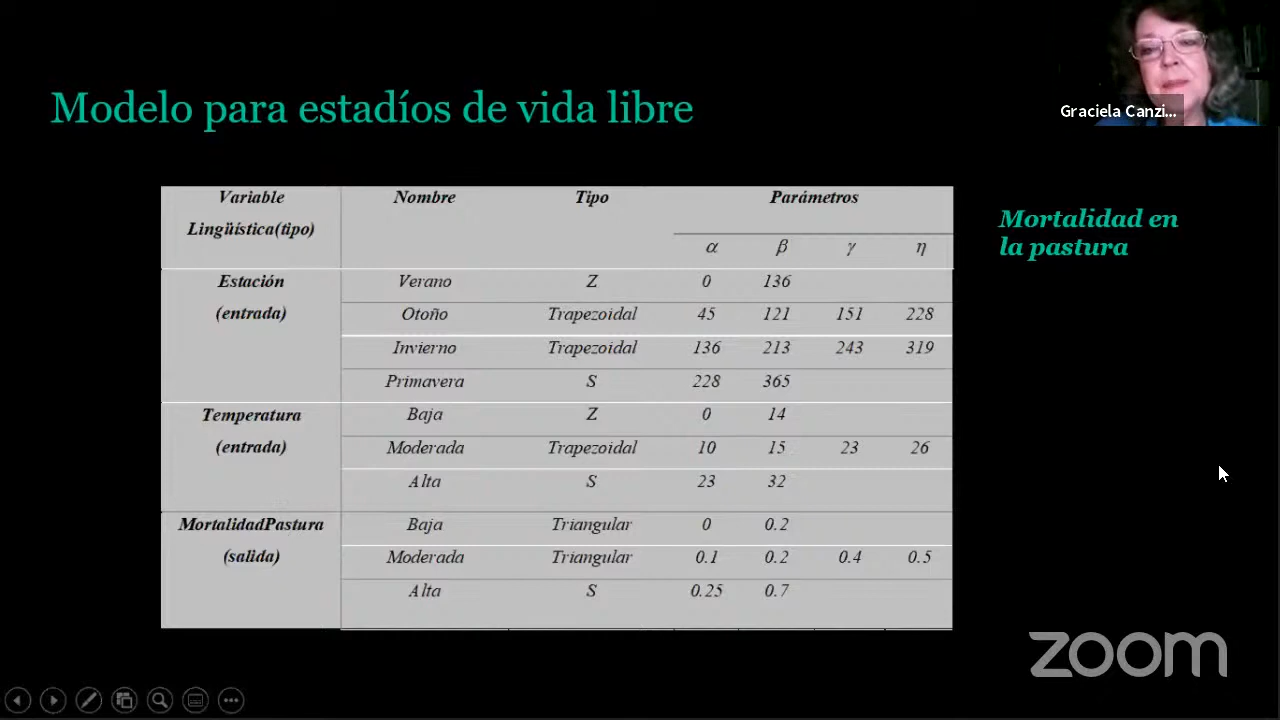 Modelo para estadíos de vida libre
Graciela Canzi...
Variable Nombre Tipo Parámetros
Lingüística(tipo)
α β γ η
Mortalidad en
la pastura
Estación Verano Z 0 136
(entrada) Otoño Trapezoidal 45 121 151 228
Invierno Trapezoidal 136 213 243 319
Primavera S 228 365
Temperatura Baja Z 0 14
(entrada) Moderada Trapezoidal 10 15 23 26
Alta S 23 32
MortalidadPastura Baja Triangular 0 0.2
(salida) Moderada Triangular 0.1 0.2 0.4 0.5
Alta S 0.25 0.7
zoom